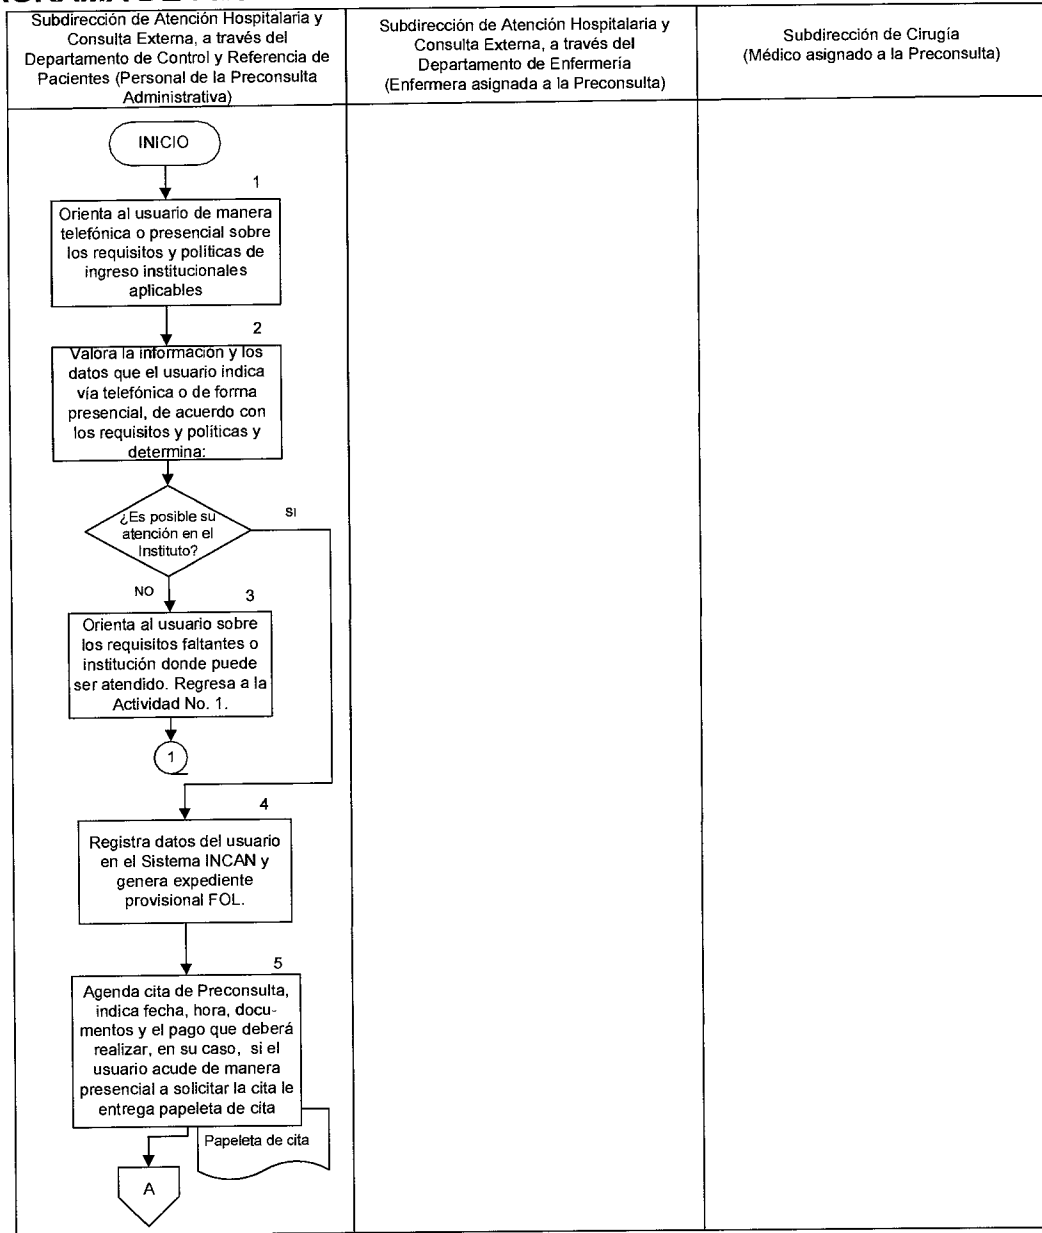 Subdirección de Atención Hospitalaria y
Consulta Externa, a través del
Departamento de Control y Referencia de
Pacientes (Personal de la Preconsulta
Administrativa)
Subdirección de Atención Hospitalaria y
Consulta Externa, a través del
Departamento de Enfermería
(Enfermera asignada a la Preconsulta)
Subdirección de Cirugía
(Médico asignado a la Preconsulta)
INICIO
1
Orienta al usuario de manera
telefónica o presencial sobre
los requisitos y políticas de
ingreso institucionales
aplicables
2
Valora la información y los
datos que el usuario indica
vía telefónica o de forma
presencial, de acuerdo con
los requisitos y políticas y
determina:
¿Es posible su
atención en el
Instituto?
SI
NO
3
Orienta al usuario sobre
los requisitos faltantes o
institución donde puede
ser atendido. Regresa a la
Actividad No. 1.
1
4
Registra datos del usuario
en el Sistema INCAN y
genera expediente
provisional FOL.
5
Agenda cita de Preconsulta,
indica fecha, hora, docu-
mentos y el pago que deberá
realizar, en su caso, si el
usuario acude de manera
presencial a solicitar la cita le
entrega papeleta de cita
Papeleta de cita
A